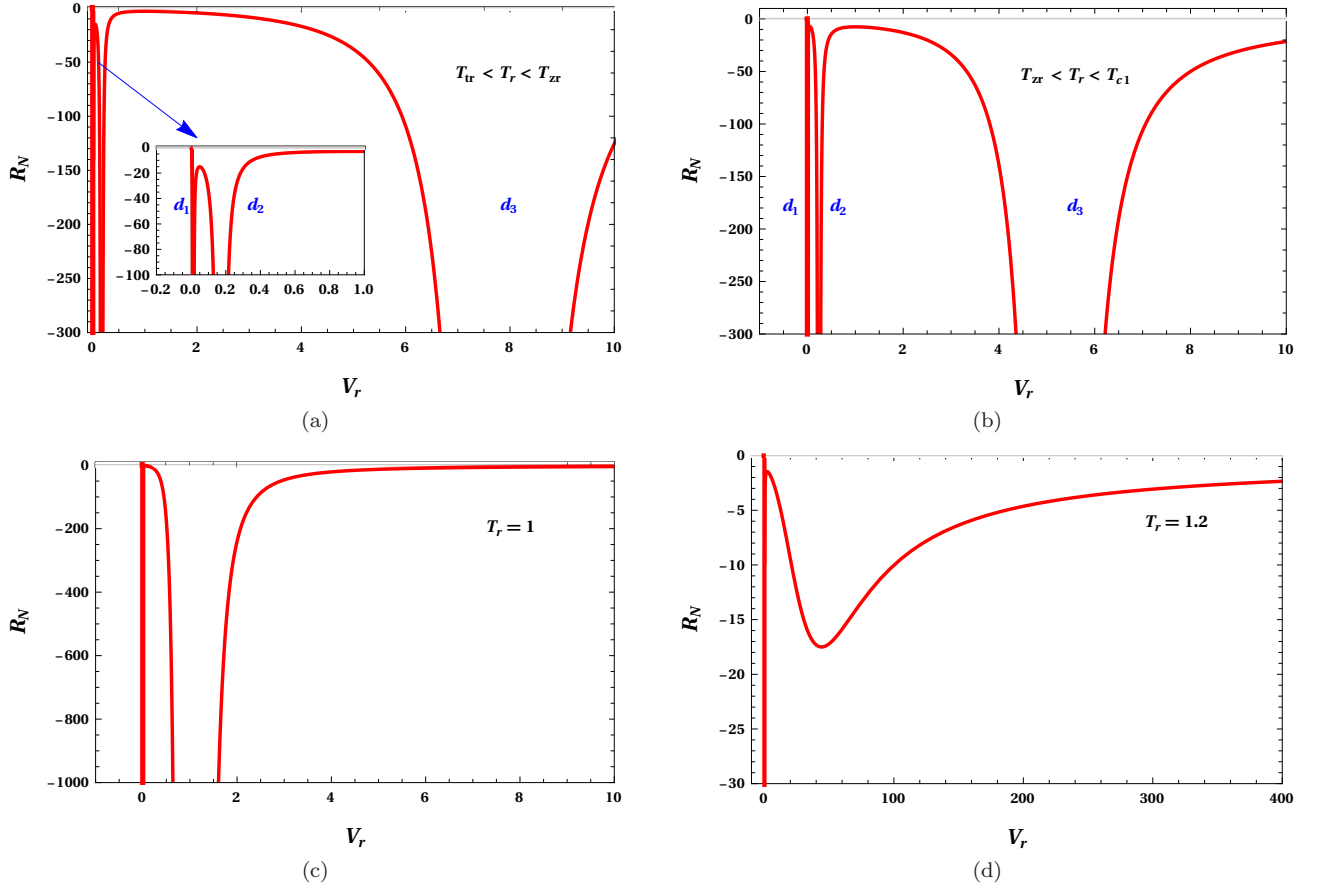 0
−50
−100
−150
−200
−250
−300
R_N
T_tr < T_r < T_zr
d_1
d_2
d_3
0
−20
−40
−60
−80
−100
−0.2 0.0 0.2 0.4 0.6 0.8 1.0
0 2 4 6 8 10
V_r
(a)
0
−50
−100
−150
−200
−250
−300
R_N
T_zr < T_r < T_c1
d_1
d_2
d_3
0 2 4 6 8 10
V_r
(b)
0
−200
−400
−600
−800
−1000
R_N
T_r = 1
0 2 4 6 8 10
V_r
(c)
0
−5
−10
−15
−20
−25
−30
R_N
T_r = 1.2
0 100 200 300 400
V_r
(d)